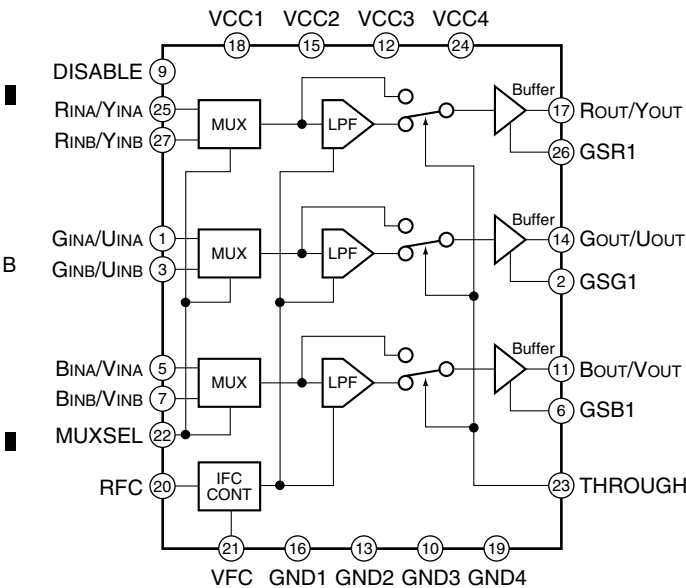 VCC1 VCC2 VCC3 VCC4
18 15 12 24
DISABLE 9
RINA/YINA 25
RINB/YINB 27
MUX
LPF
Buffer
17 ROUT/YOUT
26 GSR1
B
GINA/UINA 1
GINB/UINB 3
MUX
LPF
Buffer
14 GOUT/UOUT
2 GSG1
BINA/VINA 5
BINB/VINB 7
MUX
LPF
Buffer
11 BOUT/VOUT
6 GSB1
MUXSEL 22
RFC 20
IFC
CONT
23 THROUGH
21 16 13 10 19
VFC GND1 GND2 GND3 GND4